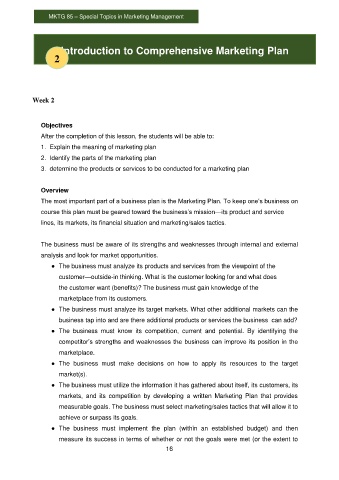 MKTG 85 – Special Topics in Marketing Management
Introduction to Comprehensive Marketing Plan
2
Week 2
Objectives
After the completion of this lesson, the students will be able to:
1. Explain the meaning of marketing plan
2. Identify the parts of the marketing plan
3. determine the products or services to be conducted for a marketing plan
Overview
The most important part of a business plan is the Marketing Plan. To keep one's business on
course this plan must be geared toward the business's mission—its product and service
lines, its markets, its financial situation and marketing/sales tactics.
The business must be aware of its strengths and weaknesses through internal and external
analysis and look for market opportunities.
● The business must analyze its products and services from the viewpoint of the
customer—outside-in thinking. What is the customer looking for and what does
the customer want (benefits)? The business must gain knowledge of the
marketplace from its customers.
● The business must analyze its target markets. What other additional markets can the
business tap into and are there additional products or services the business can add?
● The business must know its competition, current and potential. By identifying the
competitor's strengths and weaknesses the business can improve its position in the
marketplace.
● The business must make decisions on how to apply its resources to the target
market(s).
● The business must utilize the information it has gathered about itself, its customers, its
markets, and its competition by developing a written Marketing Plan that provides
measurable goals. The business must select marketing/sales tactics that will allow it to
achieve or surpass its goals.
● The business must implement the plan (within an established budget) and then
measure its success in terms of whether or not the goals were met (or the extent to
16